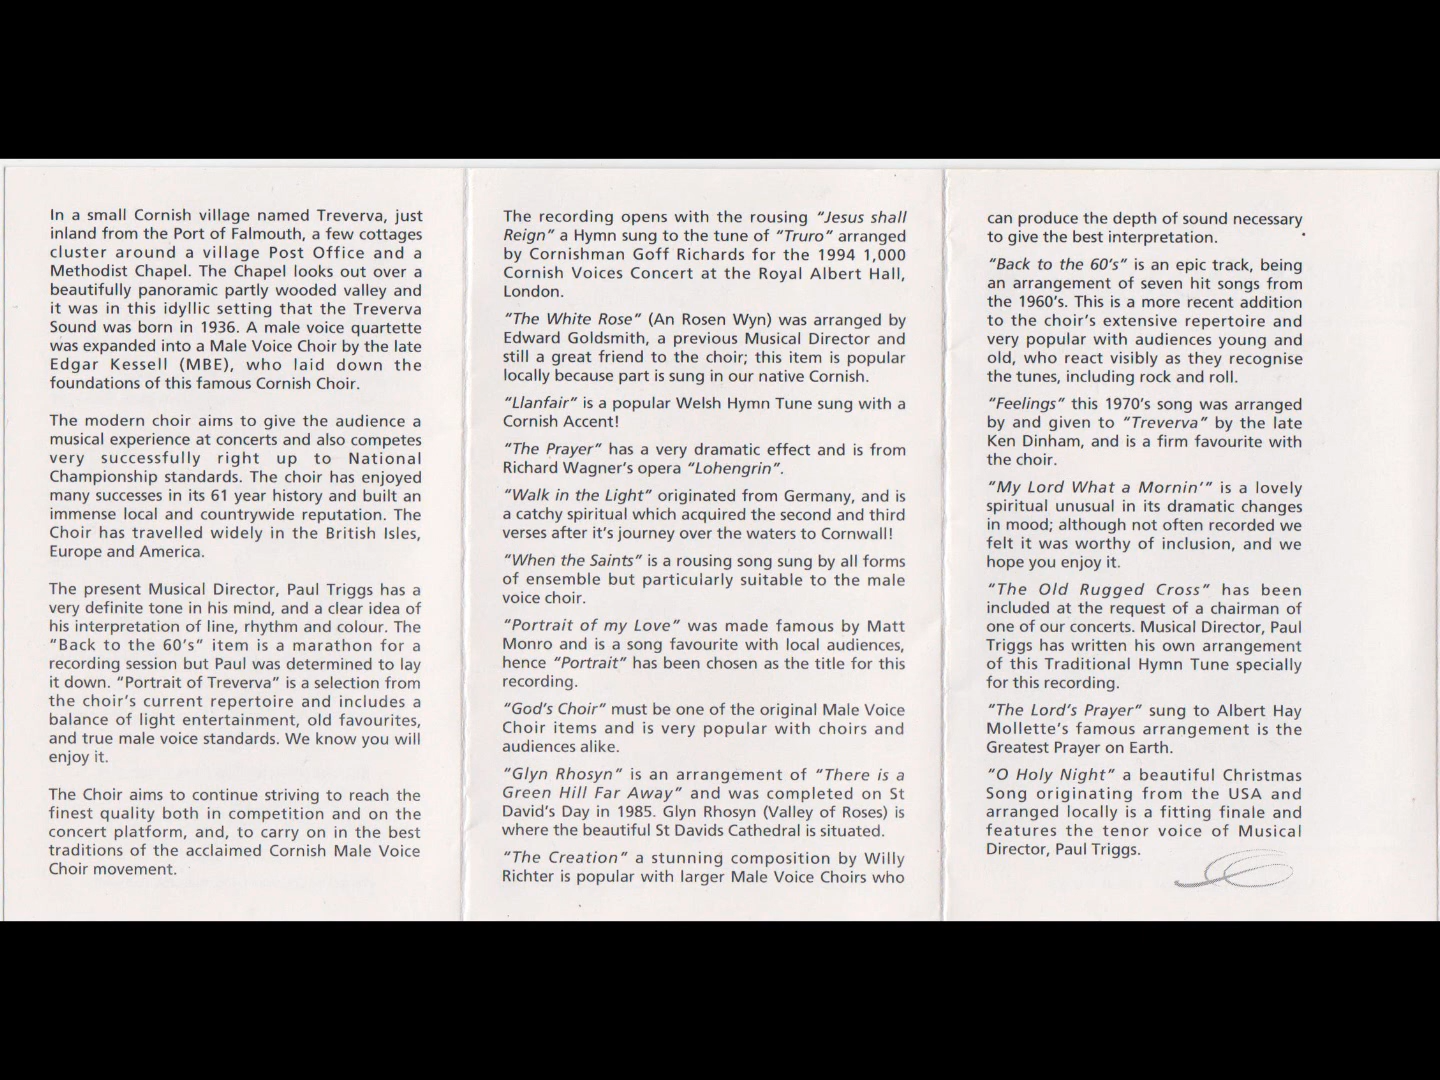 In a small Cornish village named Treverva, just
inland from the Port of Falmouth, a few cottages
cluster around a village Post Office and a
Methodist Chapel. The Chapel looks out over a
beautifully panoramic partly wooded valley and
it was in this idyllic setting that the Treverva
Sound was born in 1936. A male voice quartette
was expanded into a Male Voice Choir by the late
Edgar Kessell (MBE), who laid down the
foundations of this famous Cornish Choir.
The modern choir aims to give the audience a
musical experience at concerts and also competes
very successfully right up to National
Championship standards. The choir has enjoyed
many successes in its 61 year history and built an
immense local and countrywide reputation. The
Choir has travelled widely in the British Isles,
Europe and America.
The present Musical Director, Paul Triggs has a
very definite tone in his mind, and a clear idea of
his interpretation of line, rhythm and colour. The
"Back to the 60's" item is a marathon for a
recording session but Paul was determined to lay
it down. "Portrait of Treverva" is a selection from
the choir's current repertoire and includes a
balance of light entertainment, old favourites,
and true male voice standards. We know you will
enjoy it.
The Choir aims to continue striving to reach the
finest quality both in competition and on the
concert platform, and, to carry on in the best
traditions of the acclaimed Cornish Male Voice
Choir movement.
The recording opens with the rousing "Jesus shall
Reign" a Hymn sung to the tune of "Truro" arranged
by Cornishman Goff Richards for the 1994 1,000
Cornish Voices Concert at the Royal Albert Hall,
London.
"The White Rose" (An Rosen Wyn) was arranged by
Edward Goldsmith, a previous Musical Director and
still a great friend to the choir; this item is popular
locally because part is sung in our native Cornish.
"Llanfair" is a popular Welsh Hymn Tune sung with a
Cornish Accent!
"The Prayer" has a very dramatic effect and is from
Richard Wagner's opera "Lohengrin".
"Walk in the Light" originated from Germany, and is
a catchy spiritual which acquired the second and third
verses after it's journey over the waters to Cornwall!
"When the Saints" is a rousing song sung by all forms
of ensemble but particularly suitable to the male
voice choir.
"Portrait of my Love" was made famous by Matt
Monro and is a song favourite with local audiences,
hence "Portrait" has been chosen as the title for this
recording.
"God's Choir" must be one of the original Male Voice
Choir items and is very popular with choirs and
audiences alike.
"Glyn Rhosyn" is an arrangement of "There is a
Green Hill Far Away" and was completed on St
David's Day in 1985. Glyn Rhosyn (Valley of Roses) is
where the beautiful St Davids Cathedral is situated.
"The Creation" a stunning composition by Willy
Richter is popular with larger Male Voice Choirs who
can produce the depth of sound necessary
to give the best interpretation.
"Back to the 60's" is an epic track, being
an arrangement of seven hit songs from
the 1960's. This is a more recent addition
to the choir's extensive repertoire and
very popular with audiences young and
old, who react visibly as they recognise
the tunes, including rock and roll.
"Feelings" this 1970's song was arranged
by and given to "Treverva" by the late
Ken Dinham, and is a firm favourite with
the choir.
"My Lord What a Mornin'" is a lovely
spiritual unusual in its dramatic changes
in mood; although not often recorded we
felt it was worthy of inclusion, and we
hope you enjoy it.
"The Old Rugged Cross" has been
included at the request of a chairman of
one of our concerts. Musical Director, Paul
Triggs has written his own arrangement
of this Traditional Hymn Tune specially
for this recording.
"The Lord's Prayer" sung to Albert Hay
Mollette's famous arrangement is the
Greatest Prayer on Earth.
"O Holy Night" a beautiful Christmas
Song originating from the USA and
arranged locally is a fitting finale and
features the tenor voice of Musical
Director, Paul Triggs.